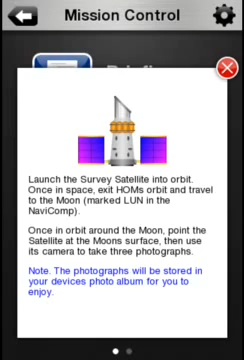 Mission Control
Launch the Survey Satellite into orbit.
Once in space, exit HOMs orbit and travel
to the Moon (marked LUN in the
NaviComp).
Once in orbit around the Moon, point the
Satellite at the Moons surface, then use
its camera to take three photographs.
Note. The photographs will be stored in
your devices photo album for you to
enjoy.